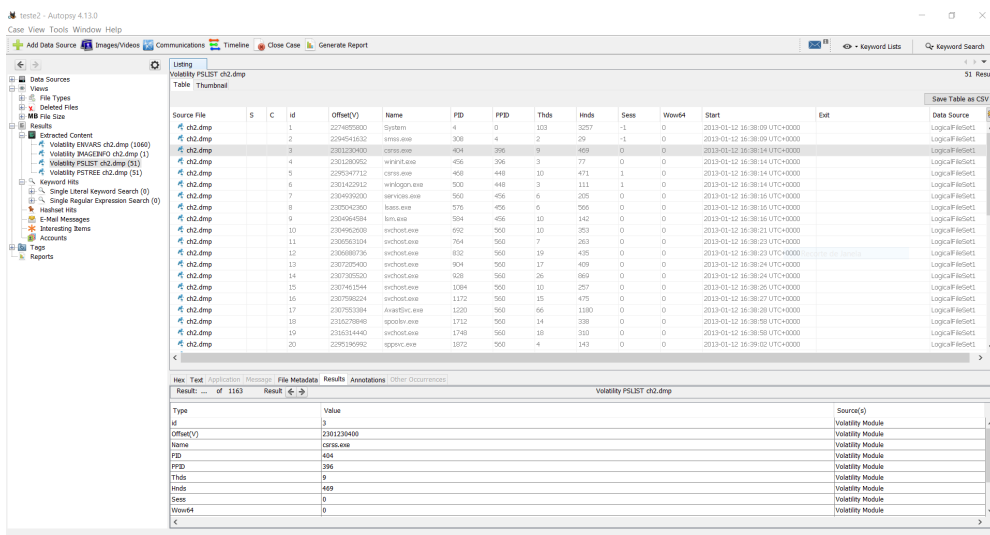 teste2 - Autopsy 4.13.0
Case View Tools Window Help
Add Data Source Images/Videos Communications Timeline Close Case Generate Report Keyword Lists Keyword Search
Data Sources
Views
File Types
Deleted Files
MB File Size
Results
Extracted Content
Volatility ENVARS ch2.dmp (1060)
Volatility IMAGEINFO ch2.dmp (1)
Volatility PSLIST ch2.dmp (51)
Volatility PSTREE ch2.dmp (51)
Keyword Hits
Single Literal Keyword Search (0)
Single Regular Expression Search (0)
Hashset Hits
E-Mail Messages
Interesting Items
Accounts
Tags
Reports
Listing
Volatility PSLIST ch2.dmp 51 Resu
Table Thumbnail
Save Table as CSV
Source File S C id Offset(V) Name PID PPID Thds Hnds Sess Wow64 Start Exit Data Source
ch2.dmp 1 2274855800 System 4 0 103 3257 -1 0 2013-01-12 16:38:09 UTC+0000 LogicalFileSet1
ch2.dmp 2 2294541632 smss.exe 308 4 2 29 -1 0 2013-01-12 16:38:09 UTC+0000 LogicalFileSet1
ch2.dmp 3 2301230400 csrss.exe 404 396 9 469 0 0 2013-01-12 16:38:14 UTC+0000 LogicalFileSet1
ch2.dmp 4 2301280952 wininit.exe 456 396 3 77 0 0 2013-01-12 16:38:14 UTC+0000 LogicalFileSet1
ch2.dmp 5 2295347712 csrss.exe 468 448 10 471 1 0 2013-01-12 16:38:14 UTC+0000 LogicalFileSet1
ch2.dmp 6 2301422912 winlogon.exe 500 448 3 111 1 0 2013-01-12 16:38:14 UTC+0000 LogicalFileSet1
ch2.dmp 7 2304939200 services.exe 560 456 6 205 0 0 2013-01-12 16:38:16 UTC+0000 LogicalFileSet1
ch2.dmp 8 2305042360 lsass.exe 576 456 6 566 0 0 2013-01-12 16:38:16 UTC+0000 LogicalFileSet1
ch2.dmp 9 2304964584 lsm.exe 584 456 10 142 0 0 2013-01-12 16:38:16 UTC+0000 LogicalFileSet1
ch2.dmp 10 2304962608 svchost.exe 692 560 10 353 0 0 2013-01-12 16:38:21 UTC+0000 LogicalFileSet1
ch2.dmp 11 2306563104 svchost.exe 764 560 7 263 0 0 2013-01-12 16:38:23 UTC+0000 LogicalFileSet1
ch2.dmp 12 2306880736 svchost.exe 832 560 19 435 0 0 2013-01-12 16:38:23 UTC+0000 LogicalFileSet1
ch2.dmp 13 2307205400 svchost.exe 904 560 17 409 0 0 2013-01-12 16:38:24 UTC+0000 LogicalFileSet1
ch2.dmp 14 2307305520 svchost.exe 928 560 26 869 0 0 2013-01-12 16:38:24 UTC+0000 LogicalFileSet1
ch2.dmp 15 2307461544 svchost.exe 1084 560 10 257 0 0 2013-01-12 16:38:26 UTC+0000 LogicalFileSet1
ch2.dmp 16 2307598224 svchost.exe 1172 560 15 475 0 0 2013-01-12 16:38:27 UTC+0000 LogicalFileSet1
ch2.dmp 17 2307553384 AvastSvc.exe 1220 560 66 1180 0 0 2013-01-12 16:38:28 UTC+0000 LogicalFileSet1
ch2.dmp 18 2316278848 spoolsv.exe 1712 560 14 338 0 0 2013-01-12 16:38:58 UTC+0000 LogicalFileSet1
ch2.dmp 19 2316314440 svchost.exe 1748 560 18 310 0 0 2013-01-12 16:38:58 UTC+0000 LogicalFileSet1
ch2.dmp 20 2295196992 sppsvc.exe 1872 560 4 143 0 0 2013-01-12 16:39:02 UTC+0000 LogicalFileSet1
Hex Text Application Message File Metadata Results Annotations Other Occurrences
Result: ... of 1163 Result Volatility PSLIST ch2.dmp
Type Value Source(s)
id 3 Volatility Module
Offset(V) 2301230400 Volatility Module
Name csrss.exe Volatility Module
PID 404 Volatility Module
PPID 396 Volatility Module
Thds 9 Volatility Module
Hnds 469 Volatility Module
Sess 0 Volatility Module
Wow64 0 Volatility Module